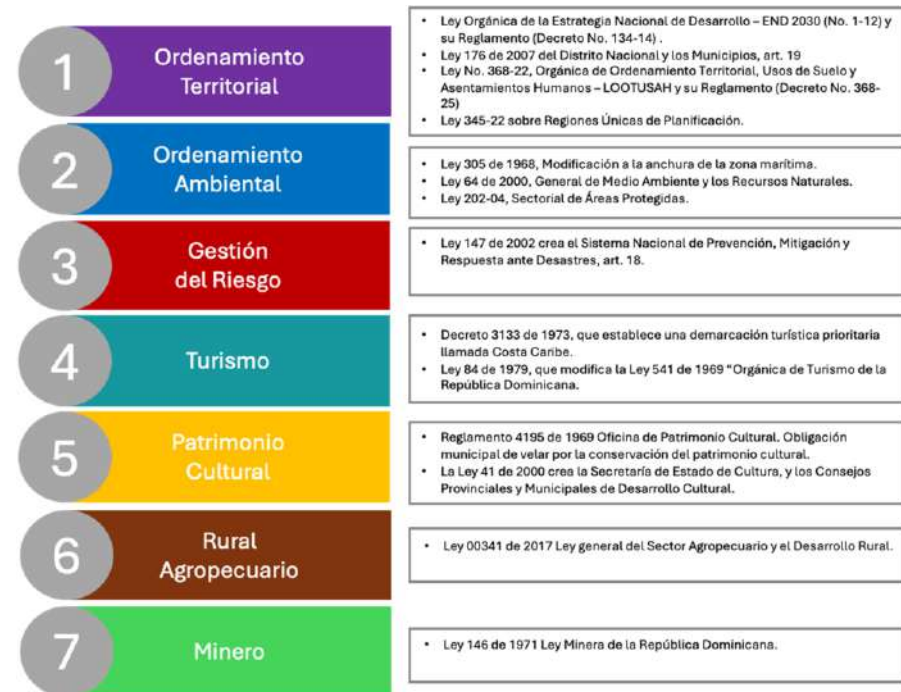 1
Ordenamiento
Territorial
• Ley Orgánica de la Estrategia Nacional de Desarrollo – END 2030 (No. 1-12) y
su Reglamento (Decreto No. 134-14) .
• Ley 176 de 2007 del Distrito Nacional y los Municipios, art. 19
• Ley No. 368-22, Orgánica de Ordenamiento Territorial, Usos de Suelo y
Asentamientos Humanos – LOOTUSAH y su Reglamento (Decreto No. 368-
25)
• Ley 345-22 sobre Regiones Únicas de Planificación.
2
Ordenamiento
Ambiental
• Ley 305 de 1968, Modificación a la anchura de la zona marítima.
• Ley 64 de 2000, General de Medio Ambiente y los Recursos Naturales.
• Ley 202-04, Sectorial de Áreas Protegidas.
3
Gestión
del Riesgo
• Ley 147 de 2002 crea el Sistema Nacional de Prevención, Mitigación y
Respuesta ante Desastres, art. 18.
4
Turismo
• Decreto 3133 de 1973, que establece una demarcación turística prioritaria
llamada Costa Caribe.
• Ley 84 de 1979, que modifica la Ley 541 de 1969 "Orgánica de Turismo de la
República Dominicana.
5
Patrimonio
Cultural
• Reglamento 4195 de 1969 Oficina de Patrimonio Cultural. Obligación
municipal de velar por la conservación del patrimonio cultural.
• La Ley 41 de 2000 crea la Secretaría de Estado de Cultura, y los Consejos
Provinciales y Municipales de Desarrollo Cultural.
6
Rural
Agropecuario
• Ley 00341 de 2017 Ley general del Sector Agropecuario y el Desarrollo Rural.
7
Minero
• Ley 146 de 1971 Ley Minera de la República Dominicana.